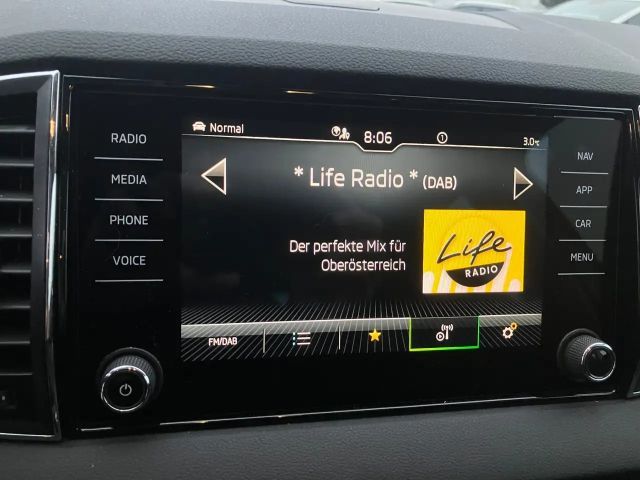 RADIO
MEDIA
PHONE
VOICE
Normal
8:06
1
3.0°C
* Life Radio * (DAB)
Der perfekte Mix für
Oberösterreich
Life
RADIO
FM/DAB
NAV
APP
CAR
MENU